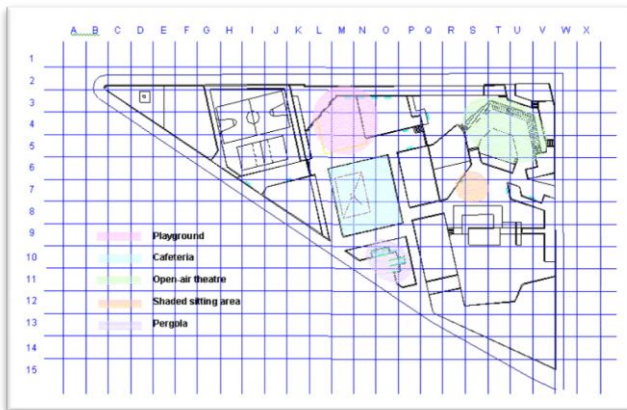 A B C D E F G H I J K L M N O P Q R S T U V W X
1
2
3
4
5
6
7
8
9
10
11
12
13
14
15
Playground
Cafeteria
Open-air theatre
Shaded sitting area
Pergola